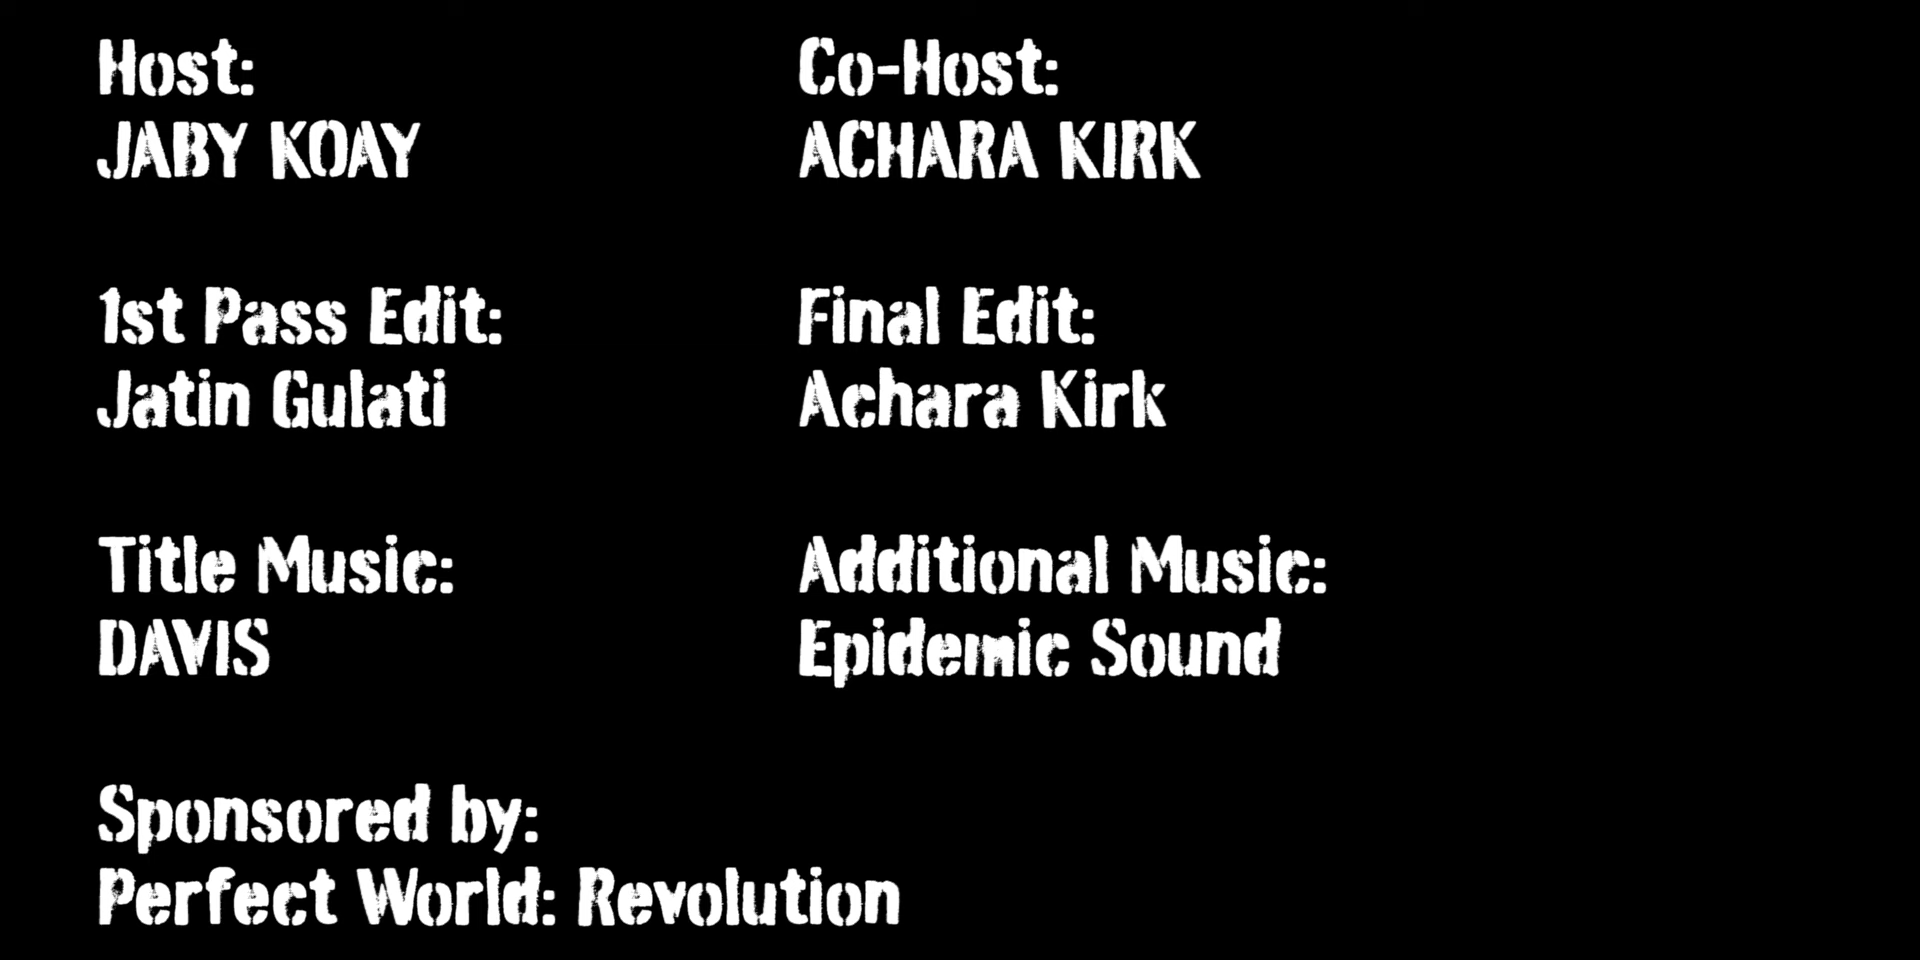 Host:
JABY KOAY
Co-Host:
ACHARA KIRK
1st Pass Edit:
Jatin Gulati
Final Edit:
Achara Kirk
Title Music:
DAVIS
Additional Music:
Epidemic Sound
Sponsored by:
Perfect World: Revolution